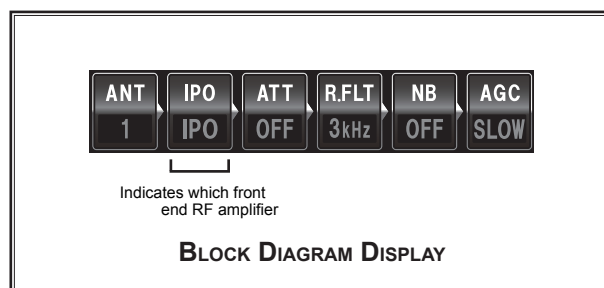 ANT IPO ATT R.FLT NB AGC
1 IPO OFF 3kHz OFF SLOW
Indicates which front
end RF amplifier
BLOCK DIAGRAM DISPLAY